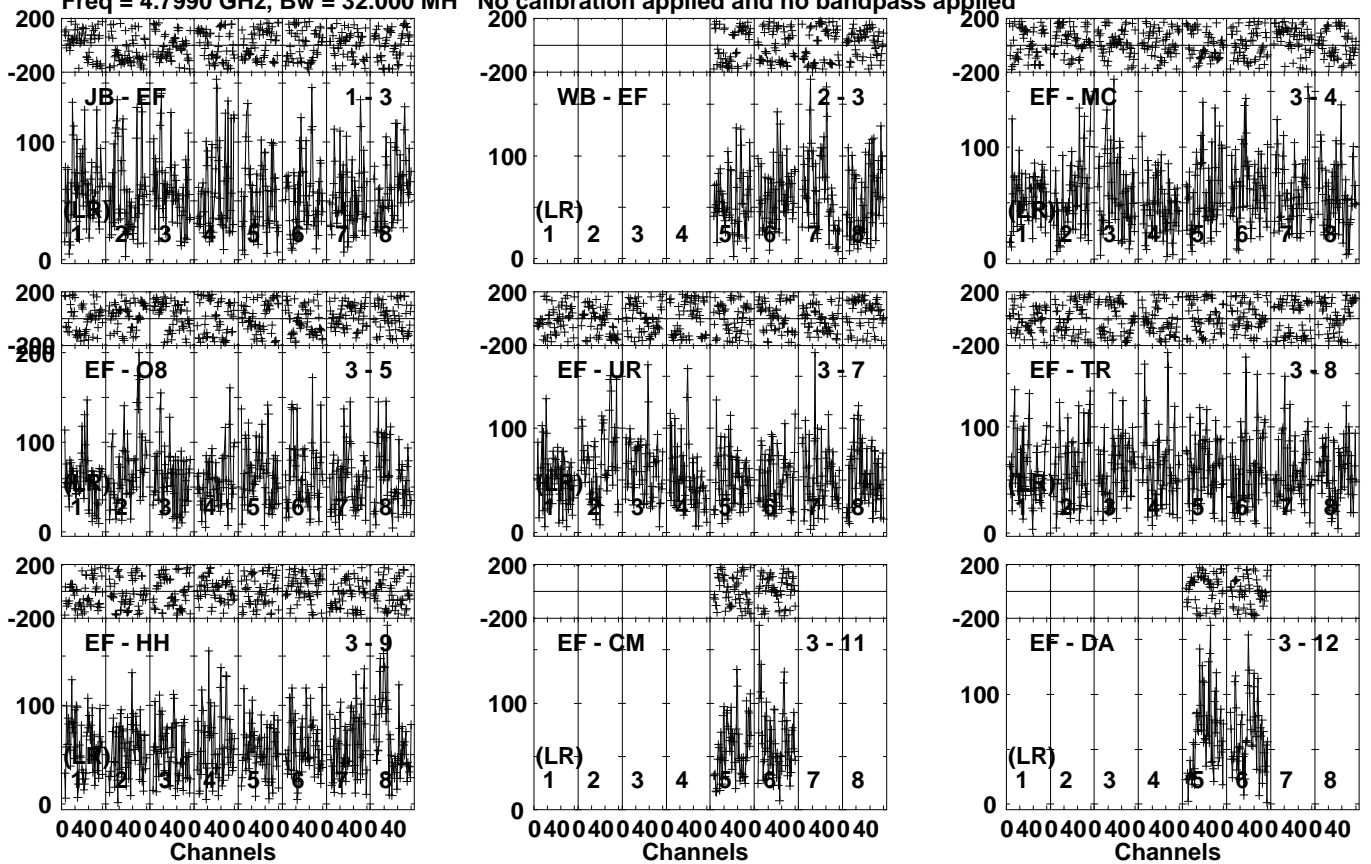 Freq = 4.7990 GHz, Bw = 32.000 MH No calibration applied and no bandpass applied
200
-200
JB - EF 1 - 3
100
0
(LR)
1 2 3 4 5 6 7 8
200
-200
WB - EF 2 - 3
100
0
(LR)
1 2 3 4 5 6 7 8
200
-200
EF - MC 3 - 4
100
0
(LR)
1 2 3 4 5 6 7 8
200
-200
200
EF - O8 3 - 5
100
0
(LR)
1 2 3 4 5 6 7 8
200
-200
EF - UR 3 - 7
100
0
(LR)
1 2 3 4 5 6 7 8
200
-200
EF - TR 3 - 8
100
0
(LR)
1 2 3 4 5 6 7 8
200
-200
EF - HH 3 - 9
100
0
(LR)
1 2 3 4 5 6 7 8
0 40 0 40 0 40 0 40 0 40 0 40 0 40 0 40
Channels
200
-200
EF - CM 3 - 11
100
0
(LR)
1 2 3 4 5 6 7 8
0 40 0 40 0 40 0 40 0 40 0 40 0 40 0 40
Channels
200
-200
EF - DA 3 - 12
100
0
(LR)
1 2 3 4 5 6 7 8
0 40 0 40 0 40 0 40 0 40 0 40 0 40 0 40
Channels